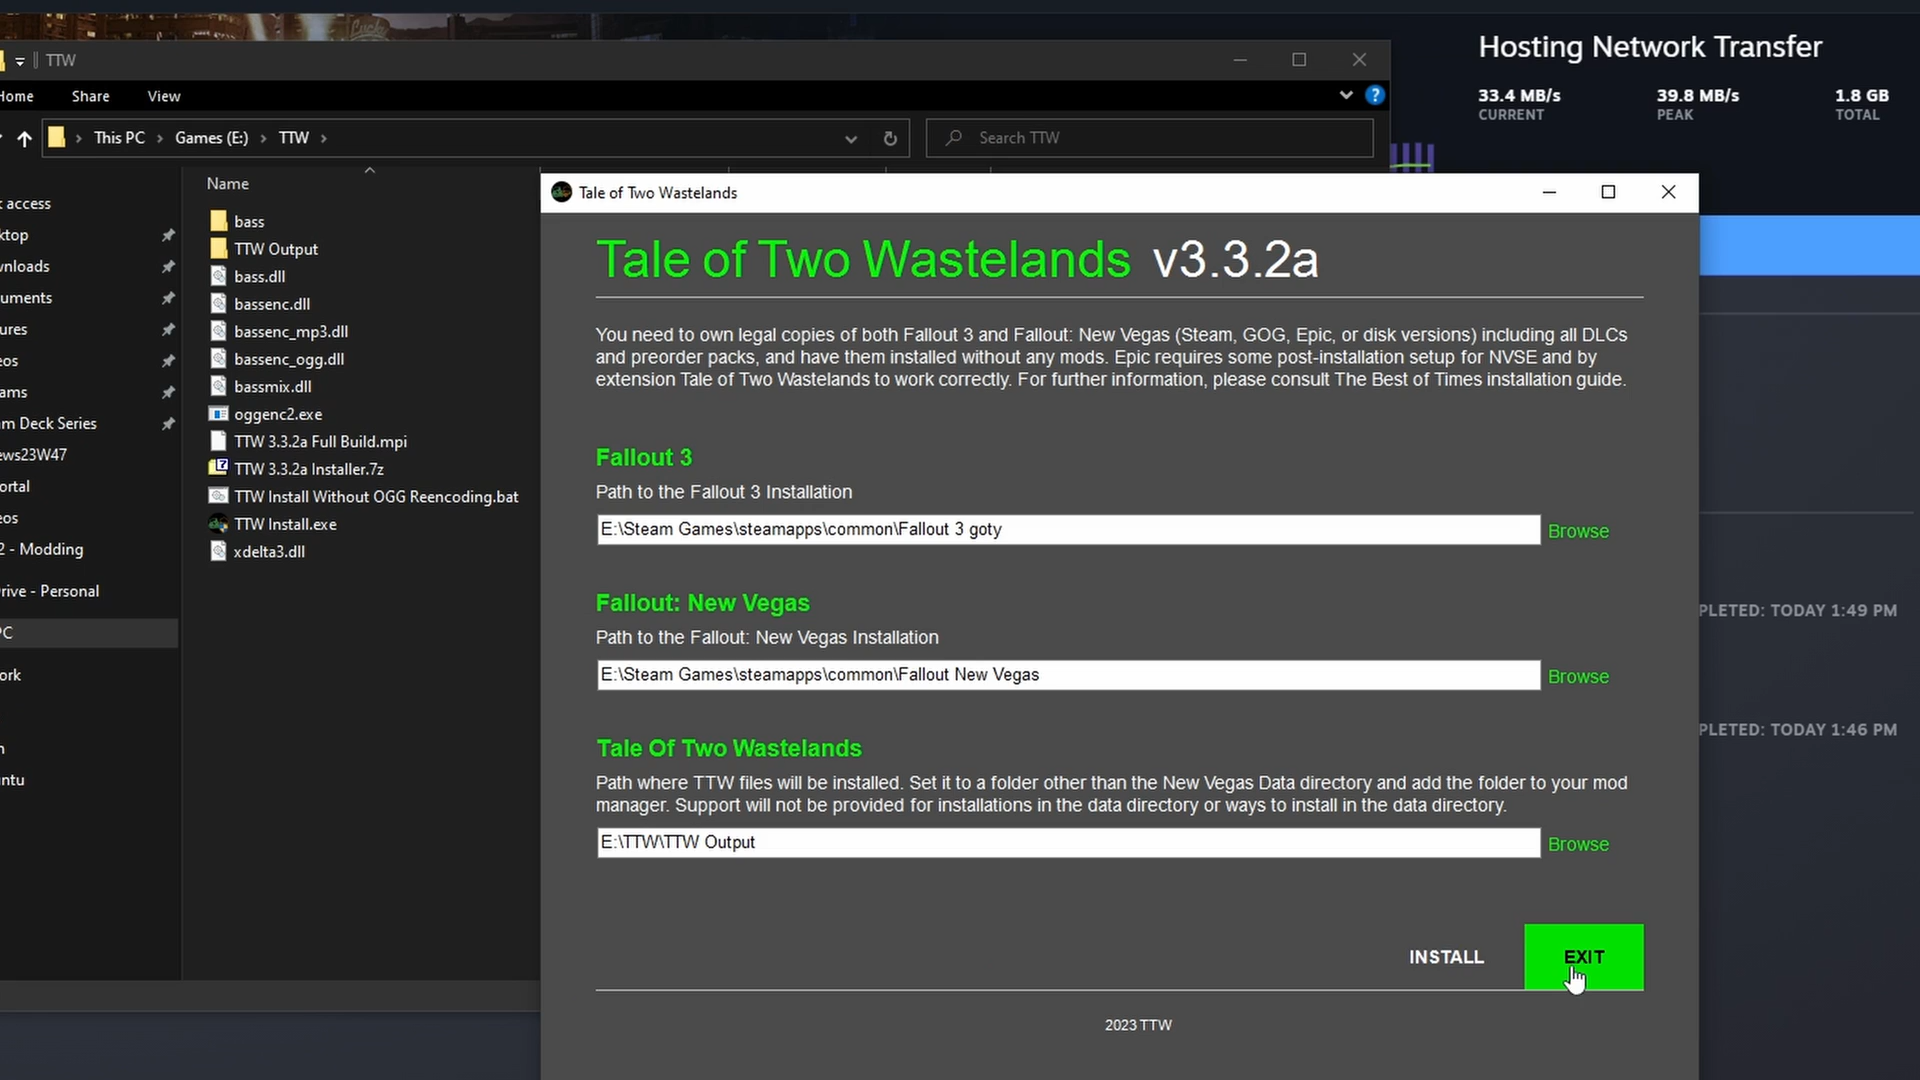 TTW
Home
Share
View
This PC
Games (E:)
TTW
Search TTW
Name
access
ktop
wnloads
uments
ures
eos
ams
m Deck Series
ews23W47
ortal
eos
2 - Modding
rive - Personal
PC
ork
ntu
bass
TTW Output
bass.dll
bassenc.dll
bassenc_mp3.dll
bassenc_ogg.dll
bassmix.dll
oggenc2.exe
TTW 3.3.2a Full Build.mpi
TTW 3.3.2a Installer.7z
TTW Install Without OGG Reencoding.bat
TTW Install.exe
xdelta3.dll
Hosting Network Transfer
33.4 MB/s
CURRENT
39.8 MB/s
PEAK
1.8 GB
TOTAL
PLETED: TODAY 1:49 PM
PLETED: TODAY 1:46 PM
Tale of Two Wastelands
Tale of Two Wastelands v3.3.2a
You need to own legal copies of both Fallout 3 and Fallout: New Vegas (Steam, GOG, Epic, or disk versions) including all DLCs
and preorder packs, and have them installed without any mods. Epic requires some post-installation setup for NVSE and by
extension Tale of Two Wastelands to work correctly. For further information, please consult The Best of Times installation guide.
Fallout 3
Path to the Fallout 3 Installation
E:\Steam Games\steamapps\common\Fallout 3 goty
Browse
Fallout: New Vegas
Path to the Fallout: New Vegas Installation
E:\Steam Games\steamapps\common\Fallout New Vegas
Browse
Tale Of Two Wastelands
Path where TTW files will be installed. Set it to a folder other than the New Vegas Data directory and add the folder to your mod
manager. Support will not be provided for installations in the data directory or ways to install in the data directory.
E:\TTW\TTW Output
Browse
INSTALL
EXIT
2023 TTW